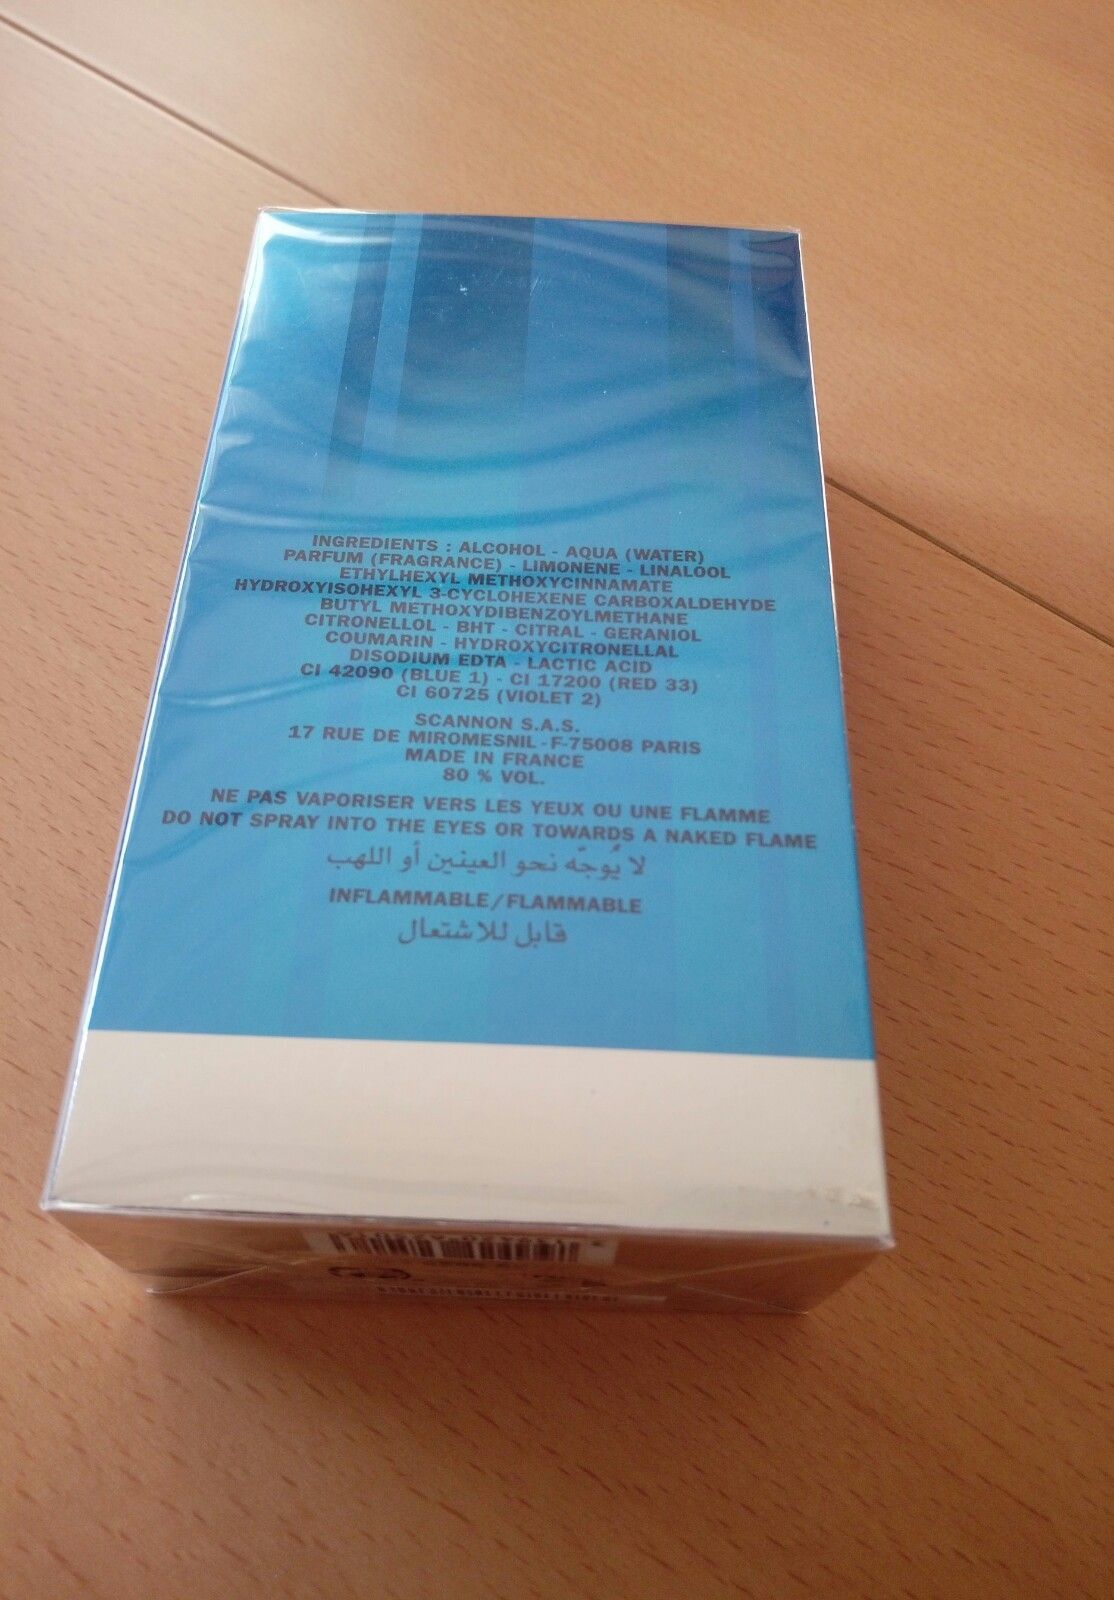 INGREDIENTS : ALCOHOL - AQUA (WATER)
PARFUM (FRAGRANCE) - LIMONENE - LINALOOL
ETHYLHEXYL METHOXYCINNAMATE
HYDROXYISOHEXYL 3-CYCLOHEXENE CARBOXALDEHYDE
BUTYL METHOXYDIBENZOYLMETHANE
CITRONELLOL - BHT - CITRAL - GERANIOL
COUMARIN - HYDROXYCITRONELLAL
DISODIUM EDTA - LACTIC ACID
CI 42090 (BLUE 1) - CI 17200 (RED 33)
CI 60725 (VIOLET 2)
SCANNON S.A.S.
17 RUE DE MIROMESNIL - F-75008 PARIS
MADE IN FRANCE
80 % VOL.
NE PAS VAPORISER VERS LES YEUX OU UNE FLAMME
DO NOT SPRAY INTO THE EYES OR TOWARDS A NAKED FLAME
لا يُوجّه نحو العينين أو اللهب
INFLAMMABLE/FLAMMABLE
قابل للاشتعال